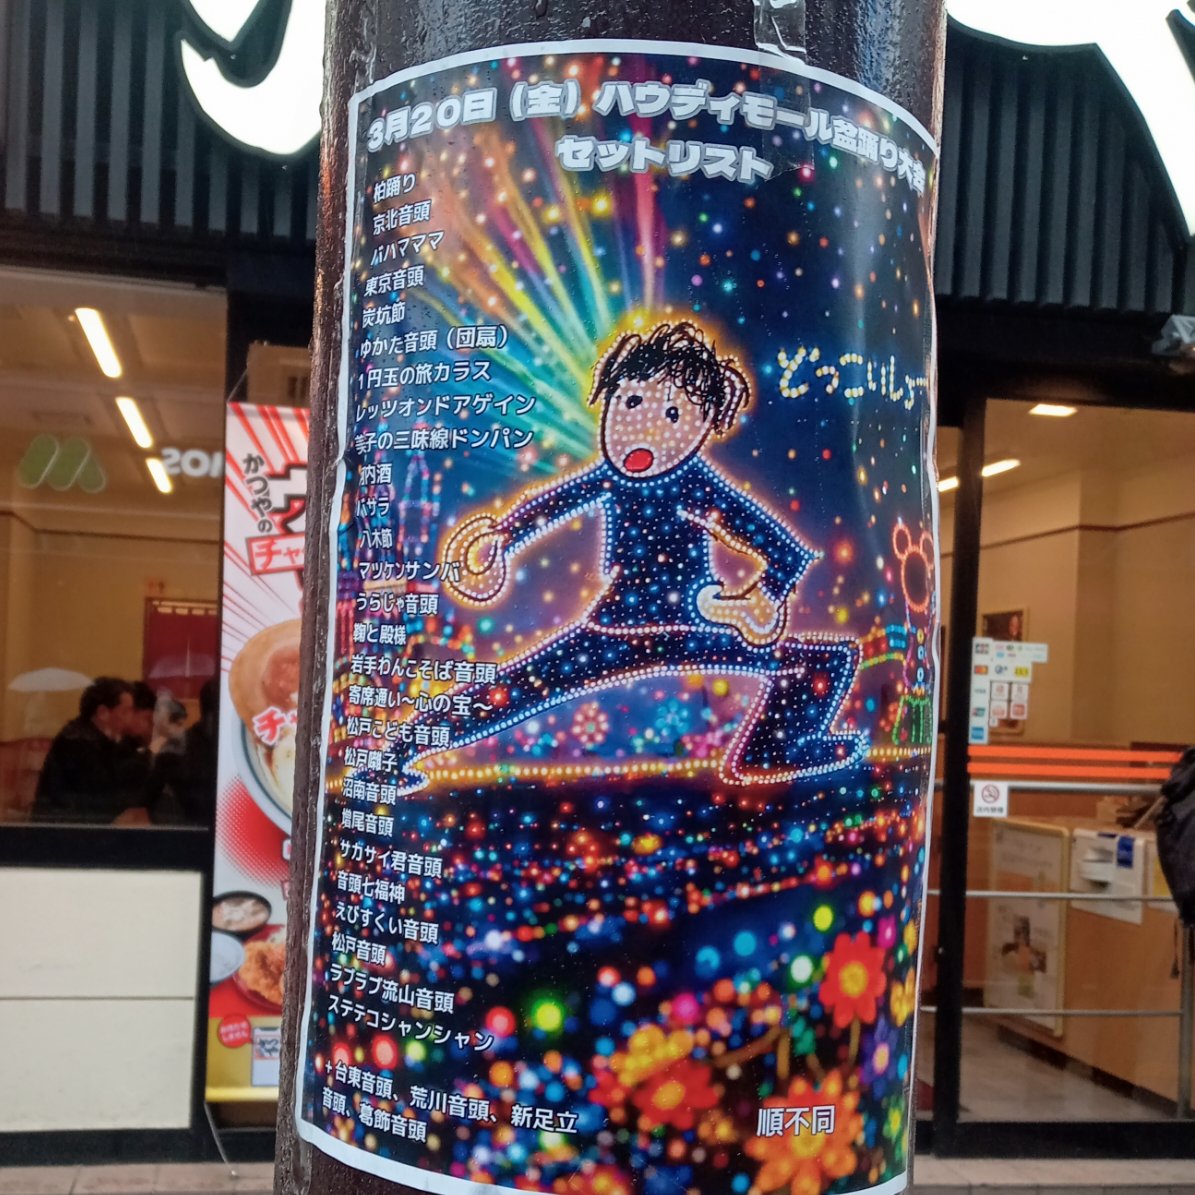 3月20日（金）ハウディモール盆踊り大会
セットリスト
柏踊り
京北音頭
バハマママ
東京音頭
炭坑節
ゆかた音頭（団扇）
1円玉の旅カラス
レッツオンドアゲイン
美子の三味線ドンパン
河内酒
バサラ
八木節
マツケンサンバ
うらじゃ音頭
鞠と殿様
岩手わんこそば音頭
寄席通い～心の宝～
松戸こども音頭
松戸囃子
沼南音頭
増尾音頭
サカサイ君音頭
音頭七福神
えびすくい音頭
松戸音頭
ラブラブ流山音頭
ステテコシャンシャン
+台東音頭、荒川音頭、新足立
音頭、葛飾音頭
順不同
どっこいしょー
かつやの
SOM